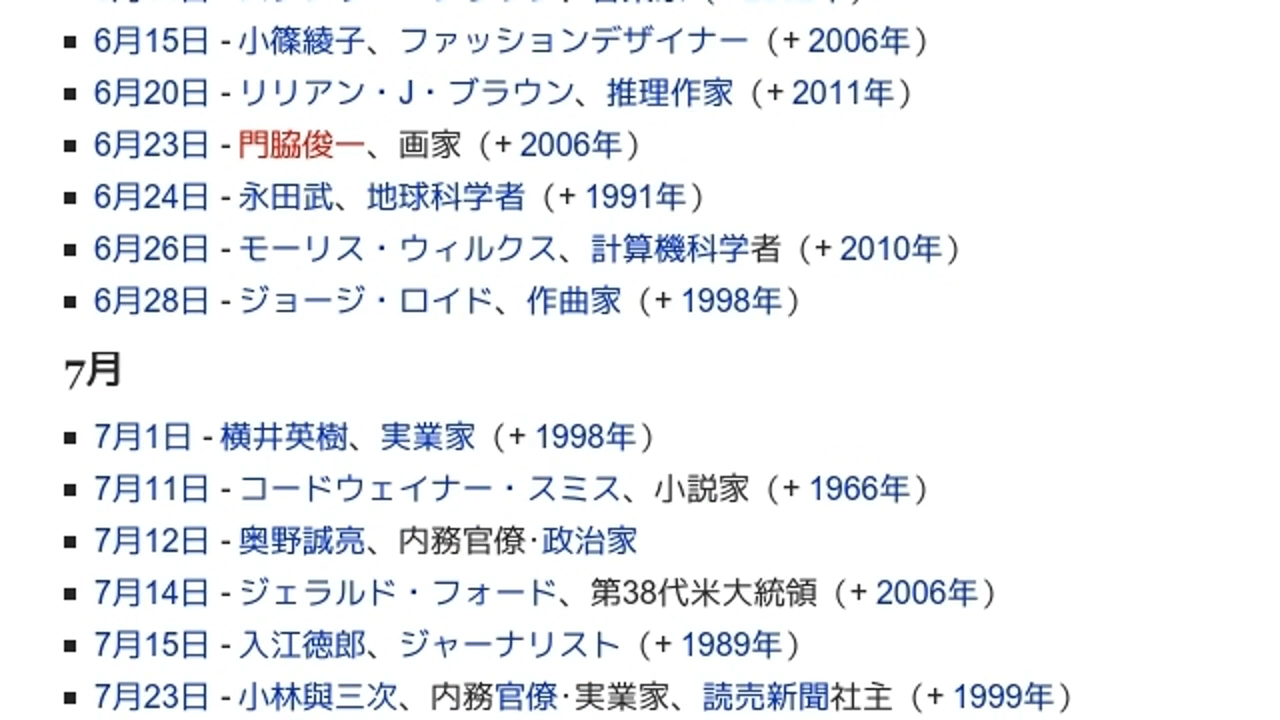 6月15日 - 小篠綾子、ファッションデザイナー（+ 2006年）
6月20日 - リリアン・J・ブラウン、推理作家（+ 2011年）
6月23日 - 門脇俊一、画家（+ 2006年）
6月24日 - 永田武、地球科学者（+ 1991年）
6月26日 - モーリス・ウィルクス、計算機科学者（+ 2010年）
6月28日 - ジョージ・ロイド、作曲家（+ 1998年）
7月
7月1日 - 横井英樹、実業家（+ 1998年）
7月11日 - コードウェイナー・スミス、小説家（+ 1966年）
7月12日 - 奥野誠亮、内務官僚·政治家
7月14日 - ジェラルド・フォード、第38代米大統領（+ 2006年）
7月15日 - 入江徳郎、ジャーナリスト（+ 1989年）
7月23日 - 小林與三次、内務官僚·実業家、読売新聞社主（+ 1999年）